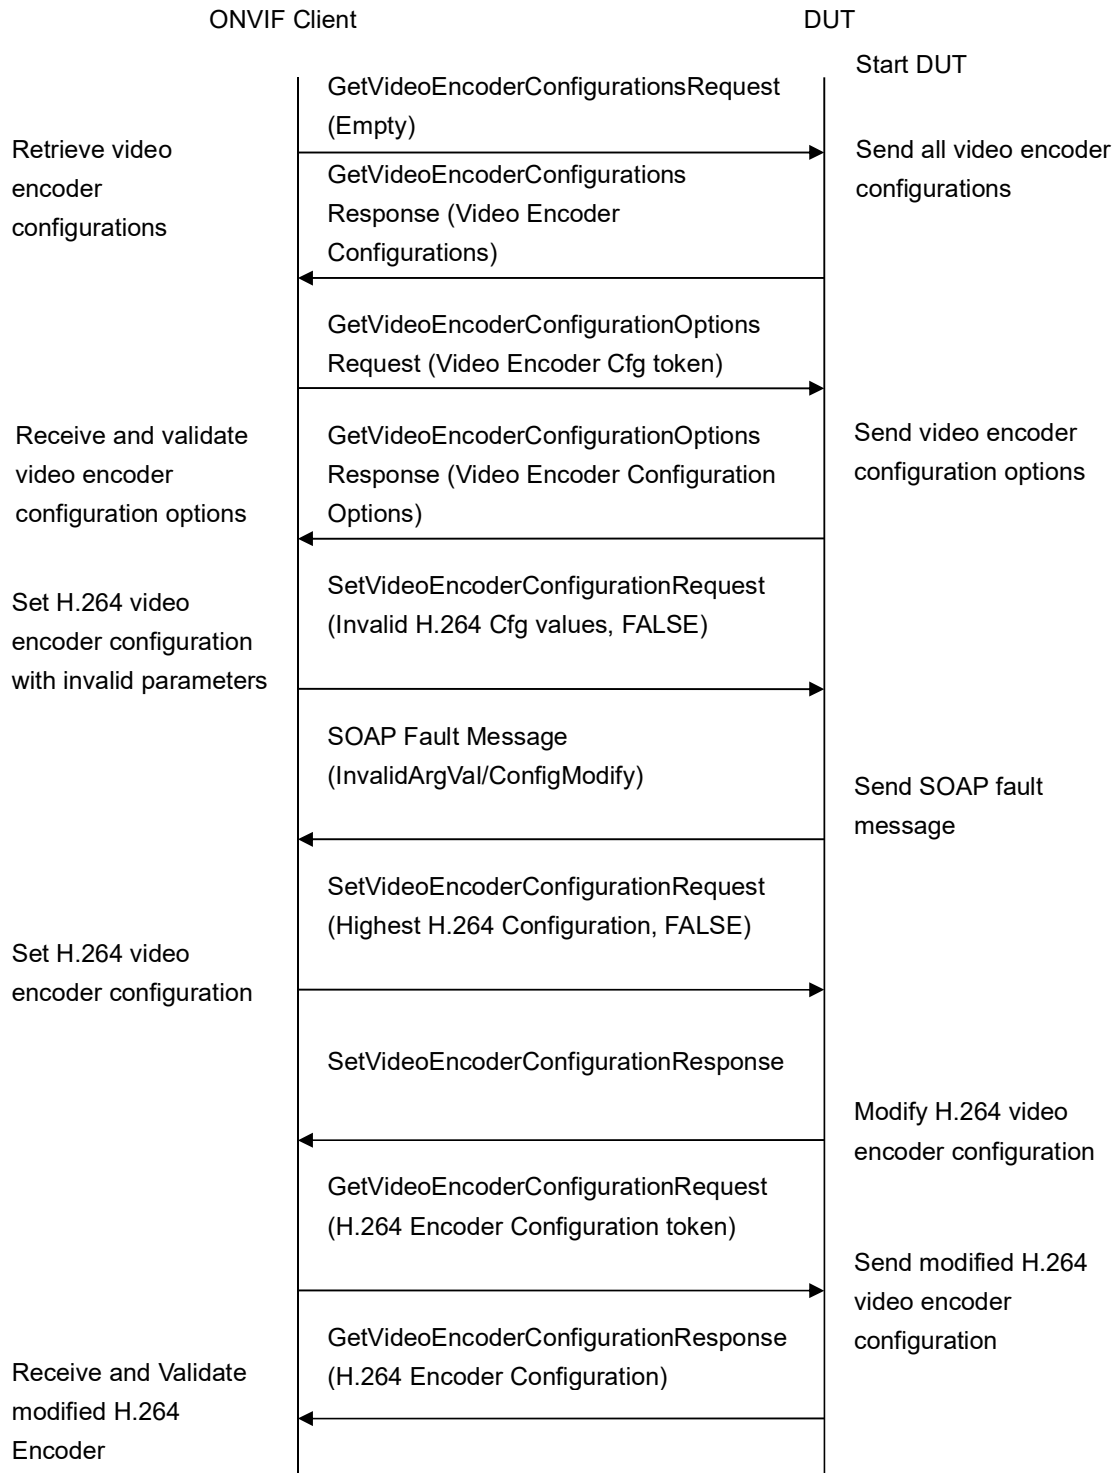 ONVIF Client
DUT
Start DUT
GetVideoEncoderConfigurationsRequest
(Empty)
Retrieve video
encoder
configurations
Send all video encoder
configurations
GetVideoEncoderConfigurations
Response (Video Encoder
Configurations)
GetVideoEncoderConfigurationOptions
Request (Video Encoder Cfg token)
Receive and validate
video encoder
configuration options
GetVideoEncoderConfigurationOptions
Response (Video Encoder Configuration
Options)
Send video encoder
configuration options
Set H.264 video
encoder configuration
with invalid parameters
SetVideoEncoderConfigurationRequest
(Invalid H.264 Cfg values, FALSE)
SOAP Fault Message
(InvalidArgVal/ConfigModify)
Send SOAP fault
message
SetVideoEncoderConfigurationRequest
(Highest H.264 Configuration, FALSE)
Set H.264 video
encoder configuration
SetVideoEncoderConfigurationResponse
Modify H.264 video
encoder configuration
GetVideoEncoderConfigurationRequest
(H.264 Encoder Configuration token)
Send modified H.264
video encoder
configuration
GetVideoEncoderConfigurationResponse
(H.264 Encoder Configuration)
Receive and Validate
modified H.264
Encoder